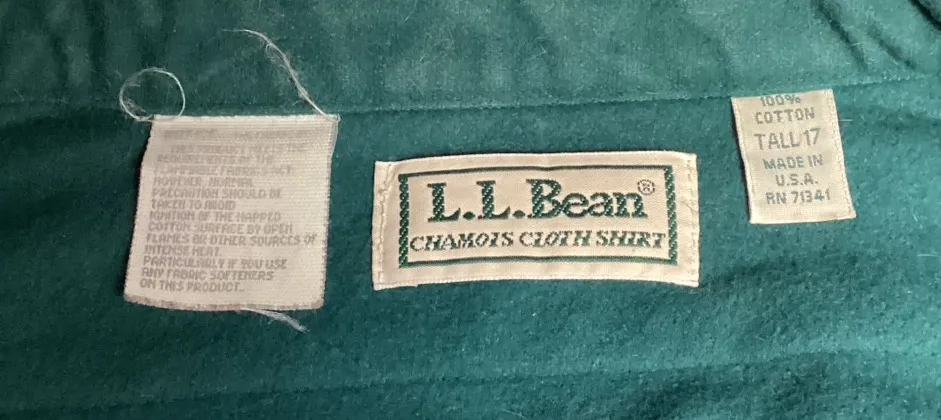 THIS PRODUCT MEETS THE
REQUIREMENTS OF THE
FLAMMABLE FABRICS ACT.
HOWEVER, NORMAL
PRECAUTION SHOULD BE
TAKEN TO AVOID
IGNITION OF THE NAPPED
COTTON SURFACE BY OPEN
FLAMES OR OTHER SOURCES OF
INTENSE HEAT.
PARTICULARLY IF YOU USE
ANY FABRIC SOFTENERS
ON THIS PRODUCT.
L.L.Bean®
CHAMOIS CLOTH SHIRT
100%
COTTON
TALL/17
MADE IN
U.S.A.
RN 71341